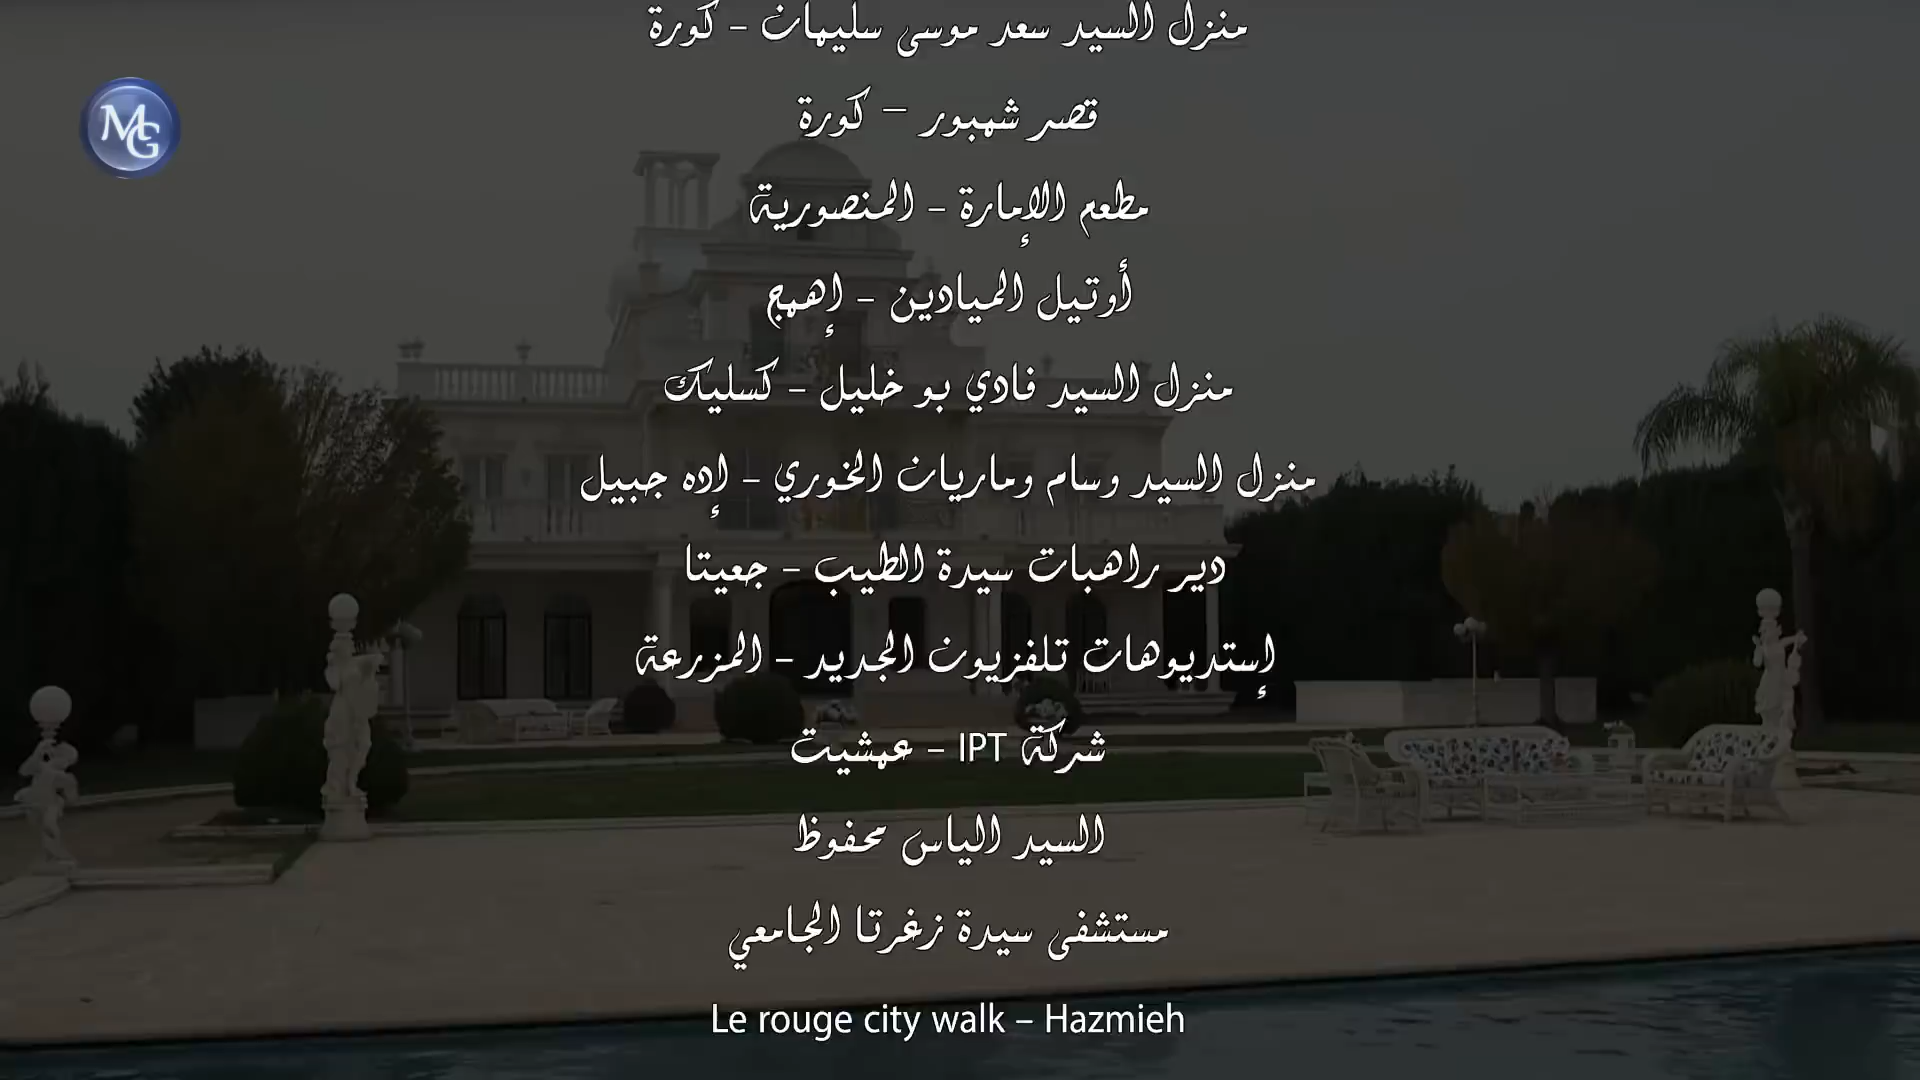 منزل السيد سعد موسى سليمان - كورة
MG
قصر شمبور – كورة
مطعم الإمارة - المنصورية
أوتيل الميادين - إهمج
منزل السيد فادي بو خليل - كسليك
منزل السيد وسام وماريان الخوري - إده جبيل
دير راهبات سيدة الطيب - جعيتا
إستديوهات تلفزيون الجديد - المزرعة
شركة IPT - عمشيت
السيد الياس محفوظ
مستشفى سيدة زغرتا الجامعي
Le rouge city walk – Hazmieh